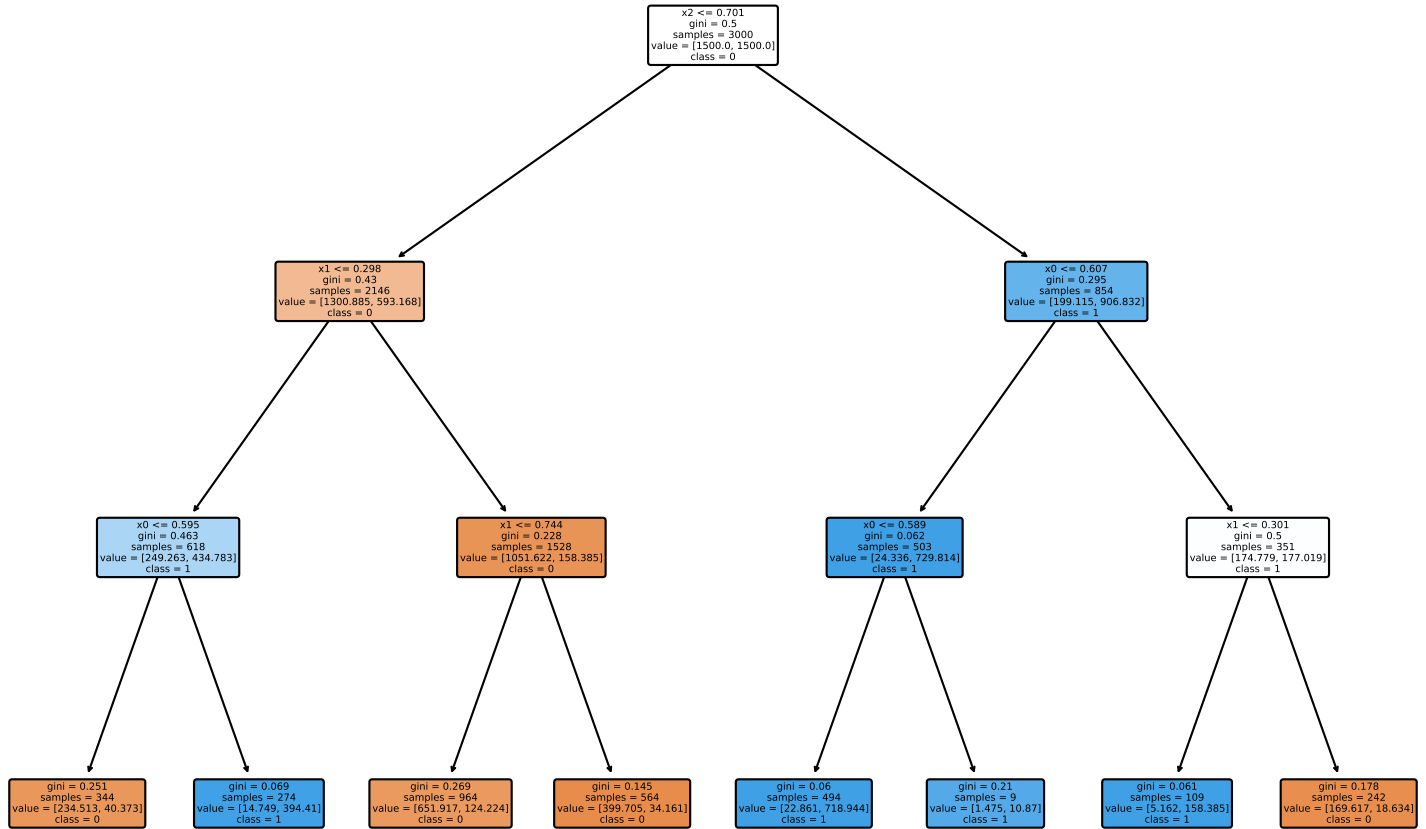 x2 <= 0.701
gini = 0.5
samples = 3000
value = [1500.0, 1500.0]
class = 0
x1 <= 0.298
gini = 0.43
samples = 2146
value = [1300.885, 593.168]
class = 0
x0 <= 0.607
gini = 0.295
samples = 854
value = [199.115, 906.832]
class = 1
x0 <= 0.595
gini = 0.463
samples = 618
value = [249.263, 434.783]
class = 1
x1 <= 0.744
gini = 0.228
samples = 1528
value = [1051.622, 158.385]
class = 0
x0 <= 0.589
gini = 0.062
samples = 503
value = [24.336, 729.814]
class = 1
x1 <= 0.301
gini = 0.5
samples = 351
value = [174.779, 177.019]
class = 1
gini = 0.251
samples = 344
value = [234.513, 40.373]
class = 0
gini = 0.069
samples = 274
value = [14.749, 394.41]
class = 1
gini = 0.269
samples = 964
value = [651.917, 124.224]
class = 0
gini = 0.145
samples = 564
value = [399.705, 34.161]
class = 0
gini = 0.06
samples = 494
value = [22.861, 718.944]
class = 1
gini = 0.21
samples = 9
value = [1.475, 10.87]
class = 1
gini = 0.061
samples = 109
value = [5.162, 158.385]
class = 1
gini = 0.178
samples = 242
value = [169.617, 18.634]
class = 0